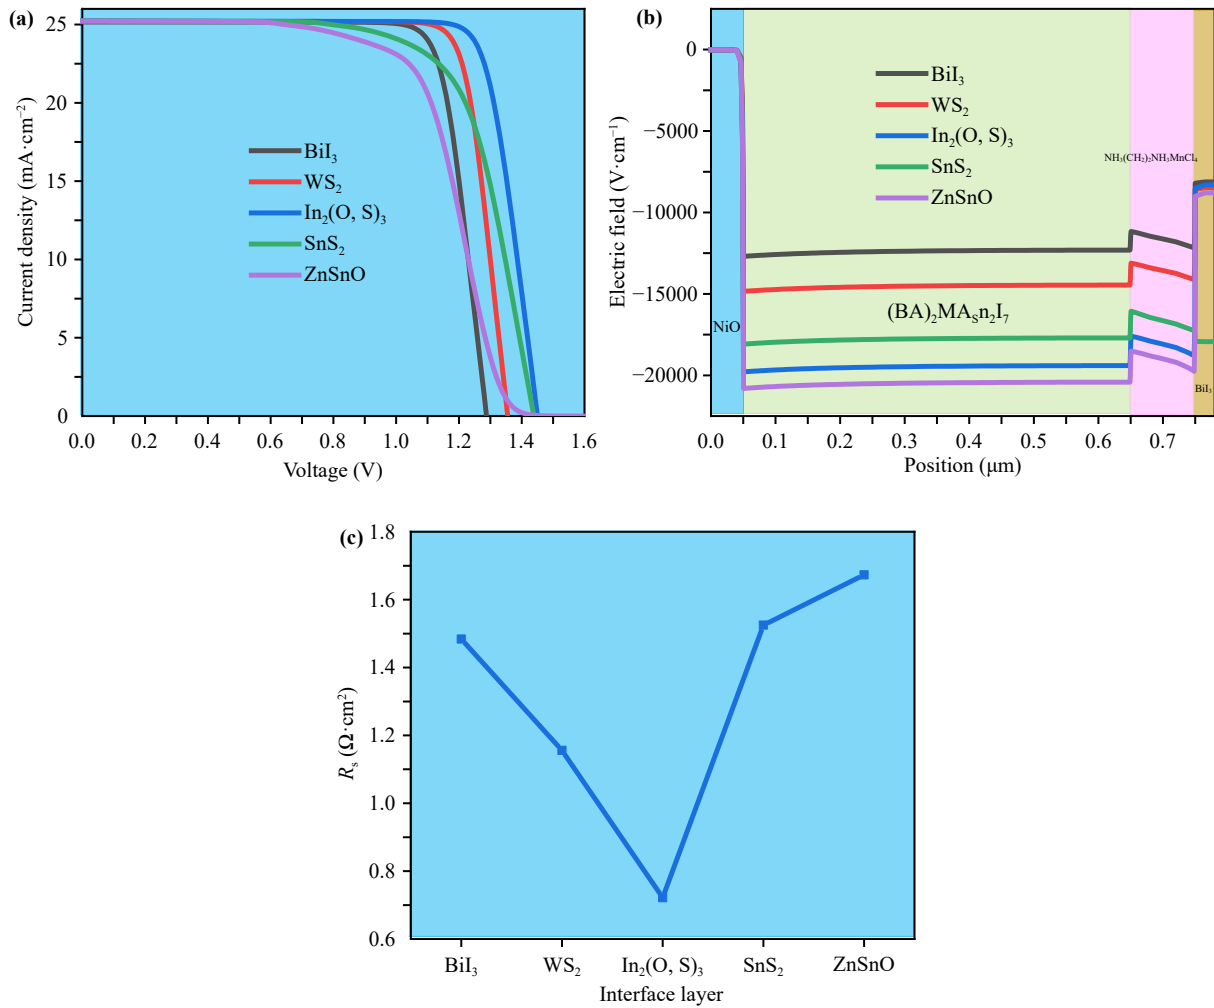 (a)
25
20
15
10
5
0
Current density (mA·cm⁻²)
BiI₃
WS₂
In₂(O, S)₃
SnS₂
ZnSnO
0.0 0.2 0.4 0.6 0.8 1.0 1.2 1.4 1.6
Voltage (V)
(b)
0
−5000
−10000
−15000
−20000
Electric field (V·cm⁻¹)
BiI₃
WS₂
In₂(O, S)₃
SnS₂
ZnSnO
NH₃(CH₂)₂NH₃MnCl₄
(BA)₂MAₛn₂I₇
NiO
BiI₃
0.0 0.1 0.2 0.3 0.4 0.5 0.6 0.7
Position (μm)
(c)
1.8
1.6
1.4
1.2
1.0
0.8
0.6
Rₛ (Ω·cm²)
BiI₃ WS₂ In₂(O, S)₃ SnS₂ ZnSnO
Interface layer